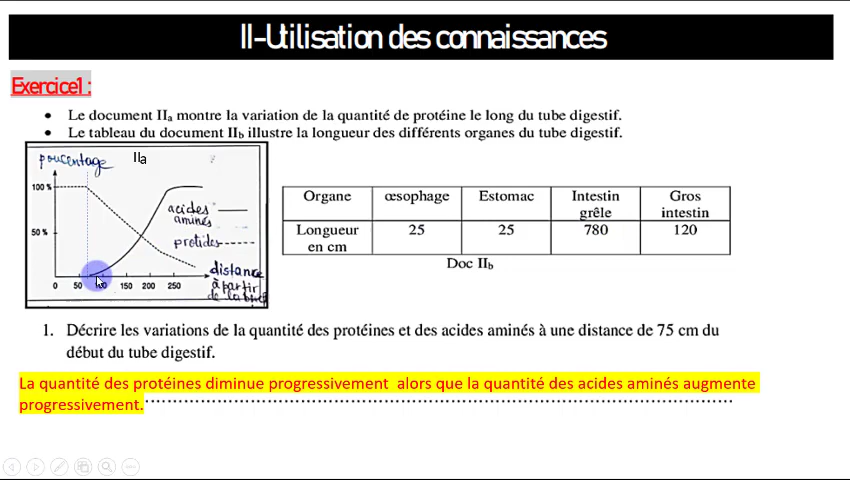 II-Utilisation des connaissances
Exercice1 :
• Le document IIa montre la variation de la quantité de protéine le long du tube digestif.
• Le tableau du document IIb illustre la longueur des différents organes du tube digestif.
poucentage IIa
100 %
50 %
acides
aminés
protides
distance
à partir
de la bouche
0 50 100 150 200 250
Organe œsophage Estomac Intestin grêle Gros intestin
Longueur en cm 25 25 780 120
Doc IIb
1. Décrire les variations de la quantité des protéines et des acides aminés à une distance de 75 cm du
début du tube digestif.
La quantité des protéines diminue progressivement alors que la quantité des acides aminés augmente
progressivement.